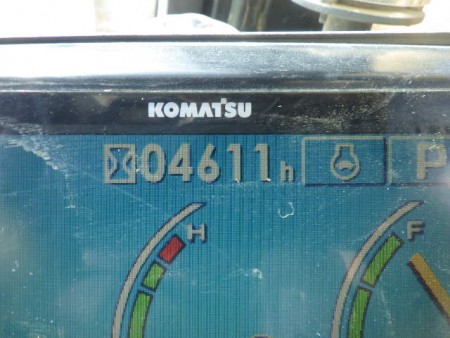 KOMATSU
04611h P
H F